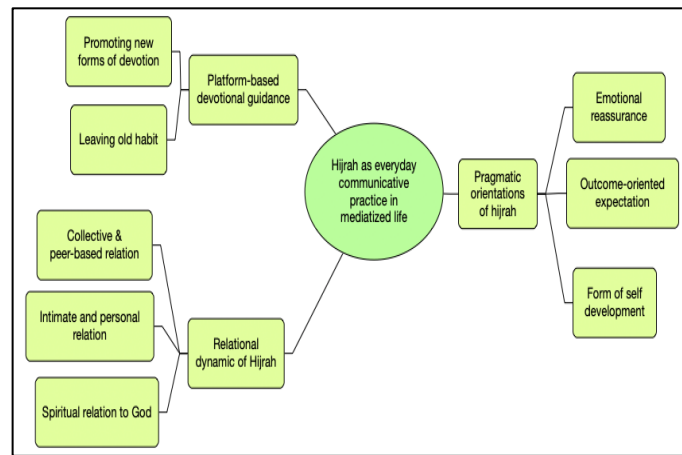 Promoting new
forms of devotion
Leaving old habit
Platform-based
devotional guidance
Hijrah as everyday
communicative
practice in
mediatized life
Pragmatic
orientations
of hijrah
Emotional
reassurance
Outcome-oriented
expectation
Form of self
development
Collective &
peer-based relation
Intimate and personal
relation
Spiritual relation to God
Relational
dynamic of Hijrah